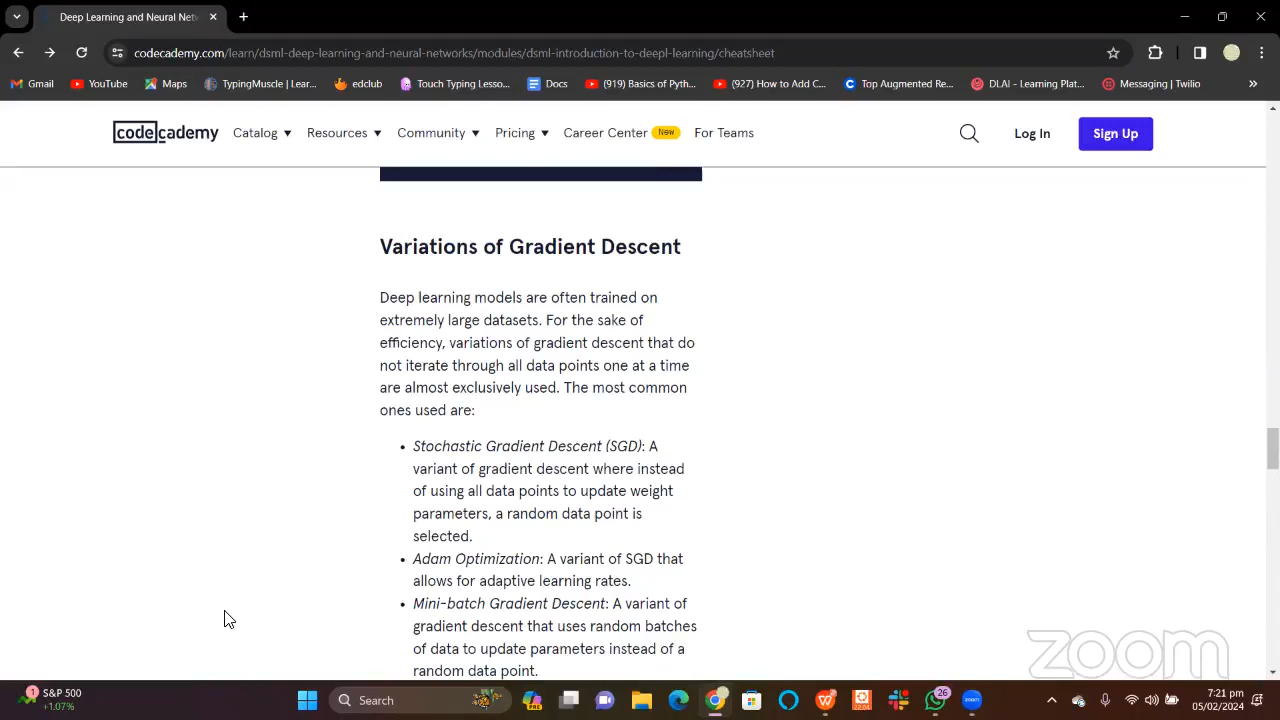 Deep Learning and Neural Netw
codecademy.com/learn/dsml-deep-learning-and-neural-networks/modules/dsml-introduction-to-deepl-learning/cheatsheet
Gmail YouTube Maps TypingMuscle | Lear... edclub Touch Typing Lesso... Docs (919) Basics of Pyth... (927) How to Add C... Top Augmented Re... DLAI - Learning Plat... Messaging | Twilio
codecademy Catalog Resources Community Pricing Career Center New For Teams Log In Sign Up
Variations of Gradient Descent
Deep learning models are often trained on
extremely large datasets. For the sake of
efficiency, variations of gradient descent that do
not iterate through all data points one at a time
are almost exclusively used. The most common
ones used are:
• Stochastic Gradient Descent (SGD): A
variant of gradient descent where instead
of using all data points to update weight
parameters, a random data point is
selected.
• Adam Optimization: A variant of SGD that
allows for adaptive learning rates.
• Mini-batch Gradient Descent: A variant of
gradient descent that uses random batches
of data to update parameters instead of a
random data point.
zoom
1 S&P 500
+1.07%
Search
PRE
22.04
26
zoom
7:21 pm
05/02/2024